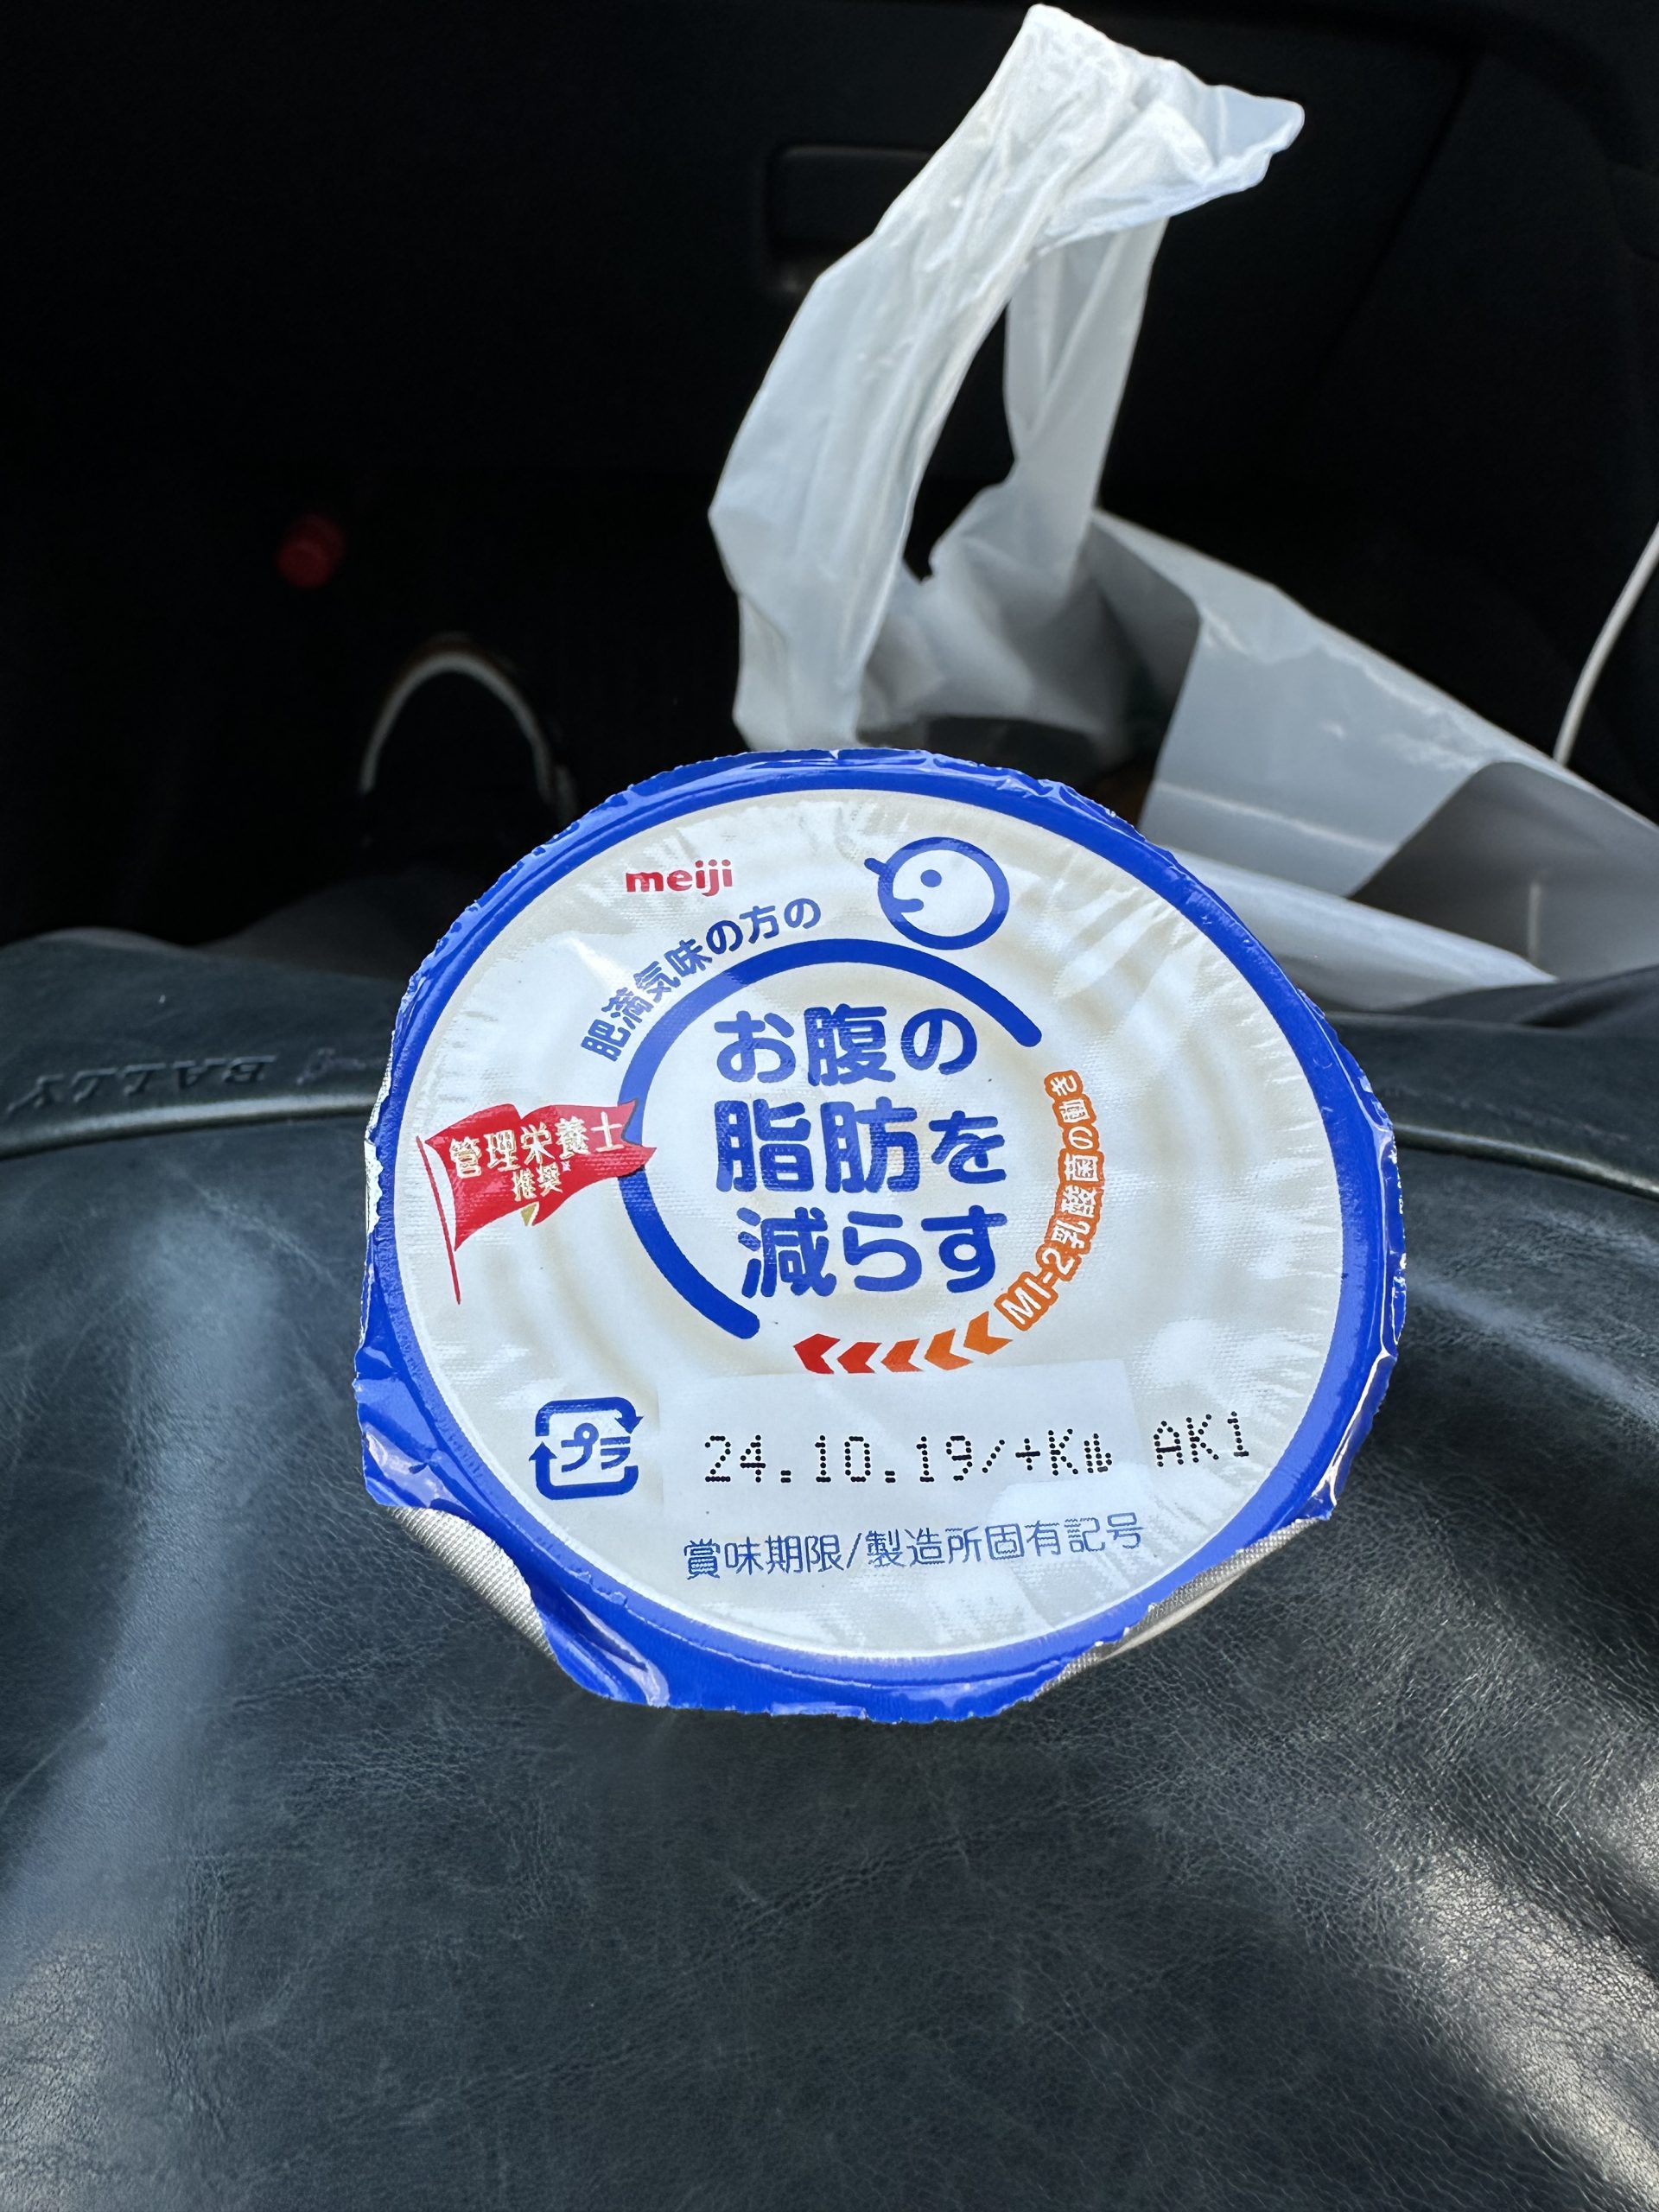 meiji
肥満気味の方の
お腹の
脂肪を
減らす
MI-2乳酸菌の働き
管理栄養士
推奨
プラ
24.10.19/+K AK1
賞味期限/製造所固有記号
BALLY